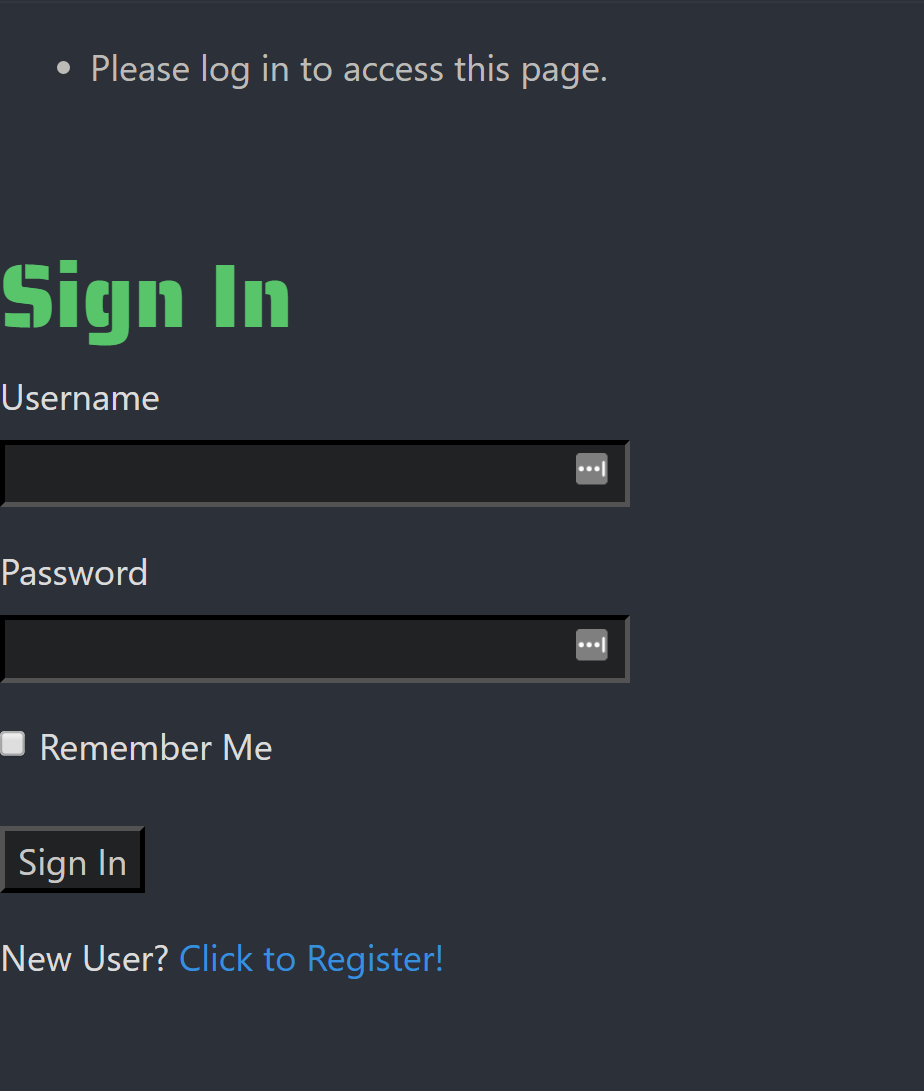 Please log in to access this page.
Sign In
Username
Password
Remember Me
Sign In
New User? Click to Register!